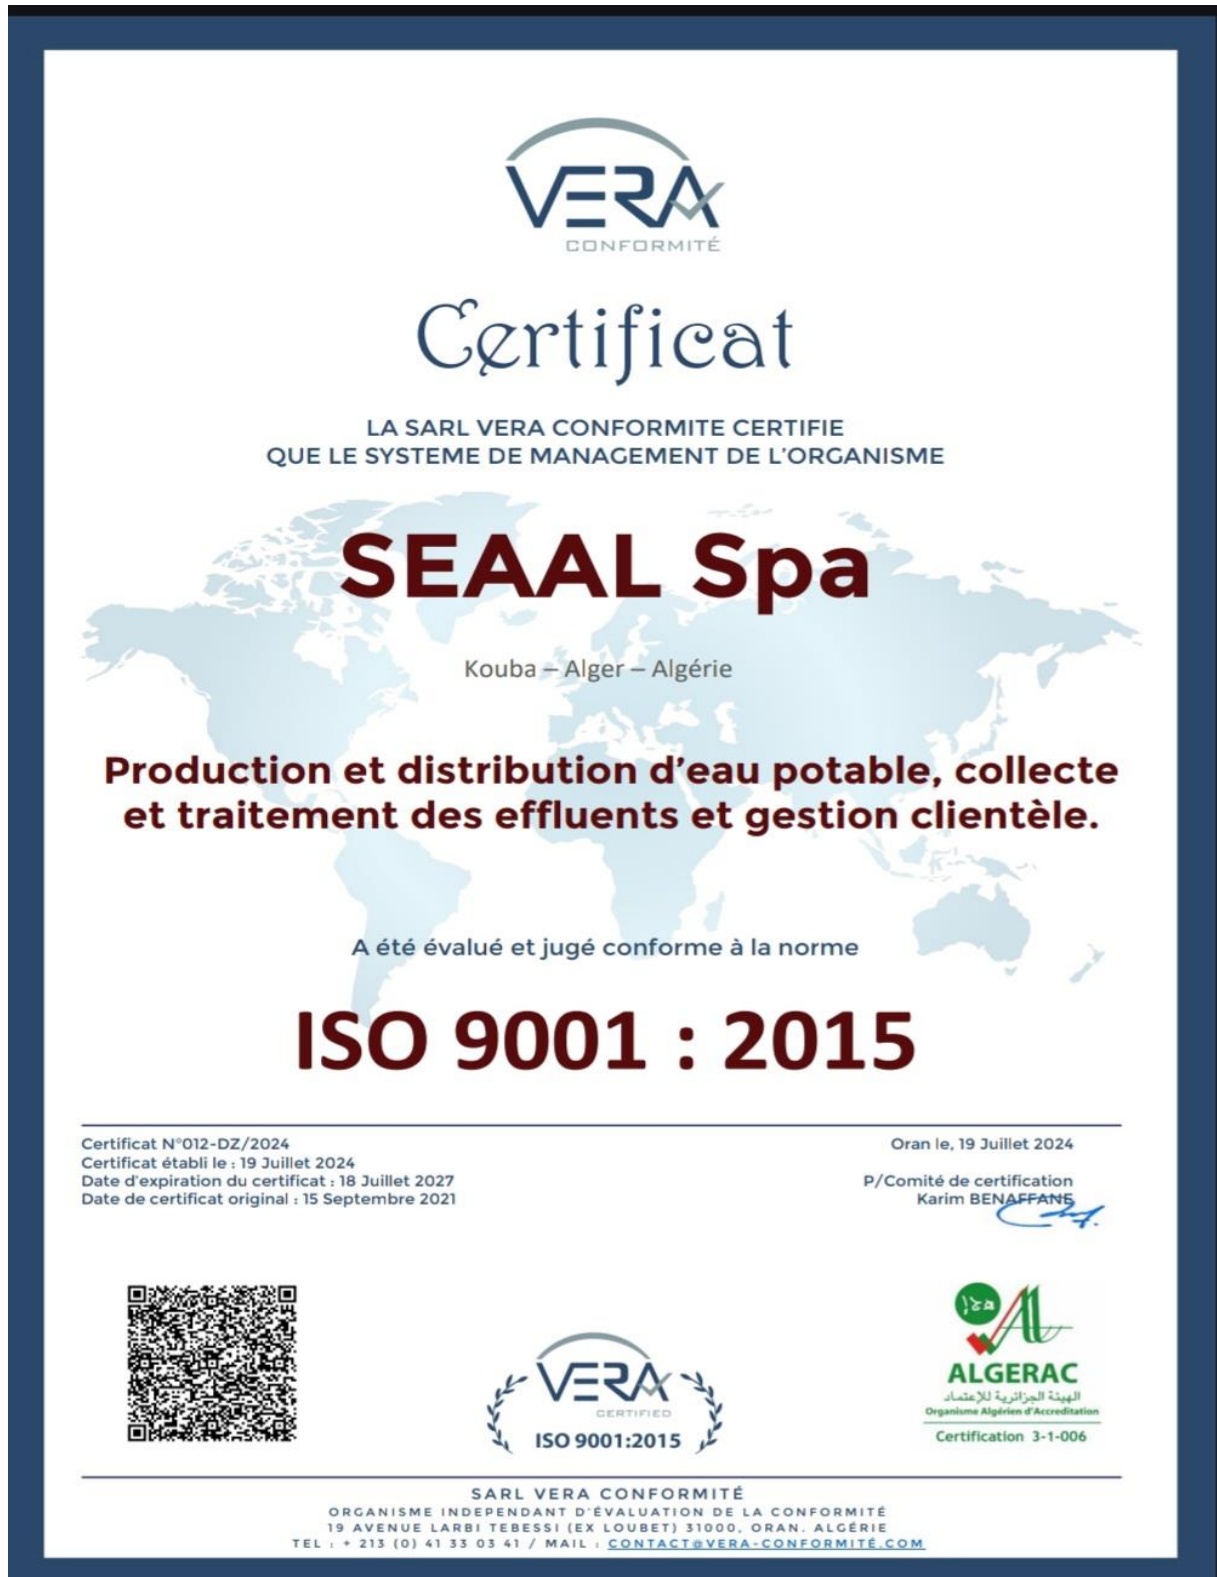 VERA
CONFORMITÉ
Certificat
LA SARL VERA CONFORMITE CERTIFIE
QUE LE SYSTEME DE MANAGEMENT DE L'ORGANISME
SEAAL Spa
Kouba – Alger – Algérie
Production et distribution d'eau potable, collecte
et traitement des effluents et gestion clientèle.
A été évalué et jugé conforme à la norme
ISO 9001 : 2015
Certificat N°012-DZ/2024
Certificat établi le : 19 Juillet 2024
Date d'expiration du certificat : 18 Juillet 2027
Date de certificat original : 15 Septembre 2021
Oran le, 19 Juillet 2024
P/Comité de certification
Karim BENAFFANE
VERA
CERTIFIED
ISO 9001:2015
ALGERAC
الهيئة الجزائرية للإعتماد
Organisme Algérien d'Accreditation
Certification 3-1-006
SARL VERA CONFORMITÉ
ORGANISME INDEPENDANT D'ÉVALUATION DE LA CONFORMITÉ
19 AVENUE LARBI TEBESSI (EX LOUBET) 31000, ORAN. ALGÉRIE
TEL : + 213 (0) 41 33 03 41 / MAIL : CONTACT@VERA-CONFORMITÉ.COM